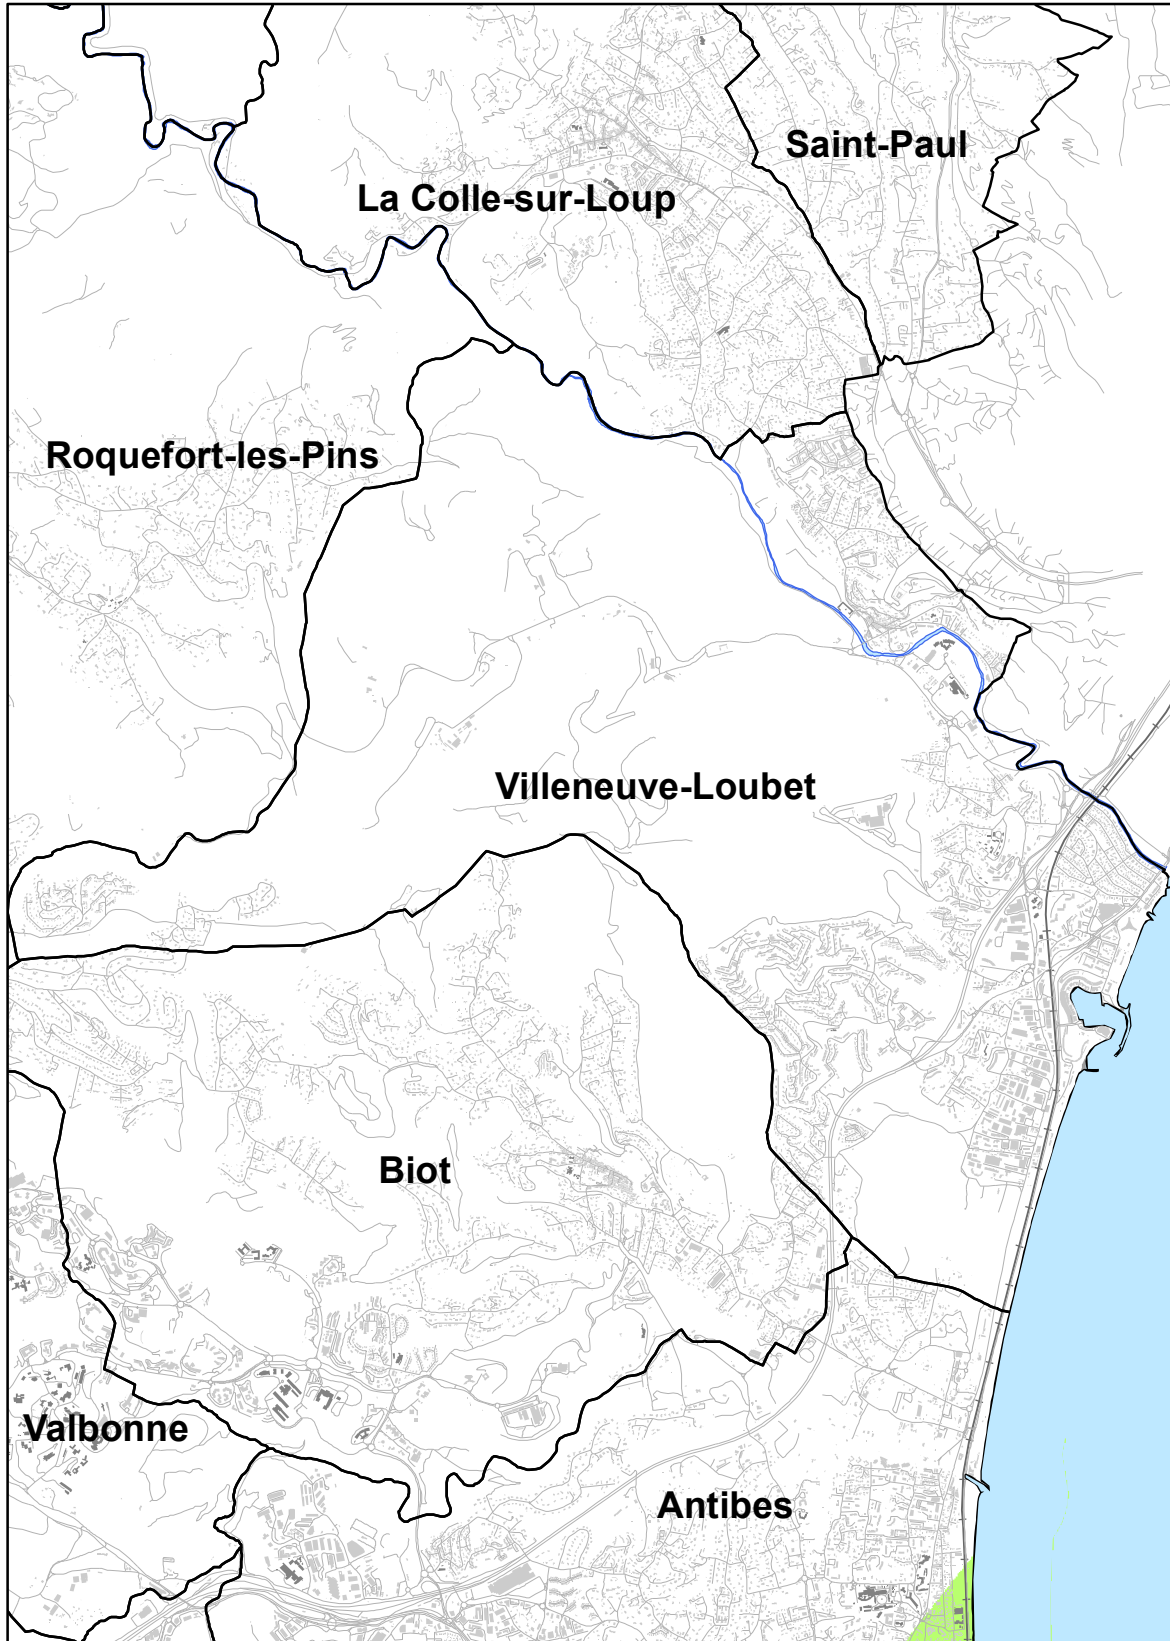 Saint-Paul
La Colle-sur-Loup
Roquefort-les-Pins
Villeneuve-Loubet
Biot
Valbonne
Antibes